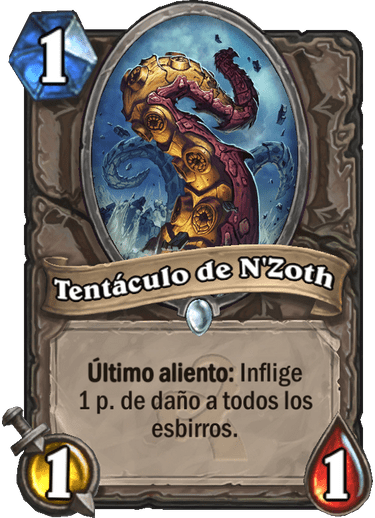 1
Tentáculo de N'Zoth
Último aliento: Inflige
1 p. de daño a todos los
esbirros.
1
1